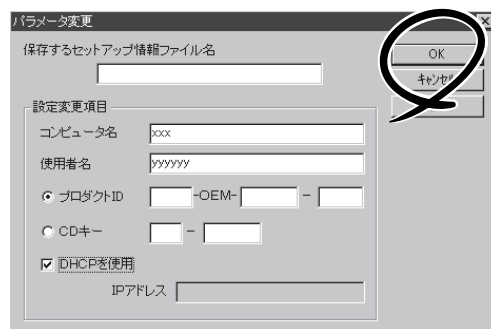 パラメータ変更
保存するセットアップ情報ファイル名
OK
キャンセル
設定変更項目
コンピュータ名 xxx
使用者名 yyyyyy
プロダクトID -OEM- -
CDキー -
DHCPを使用
IPアドレス